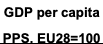 GDP per capita
PPS. EU28=100